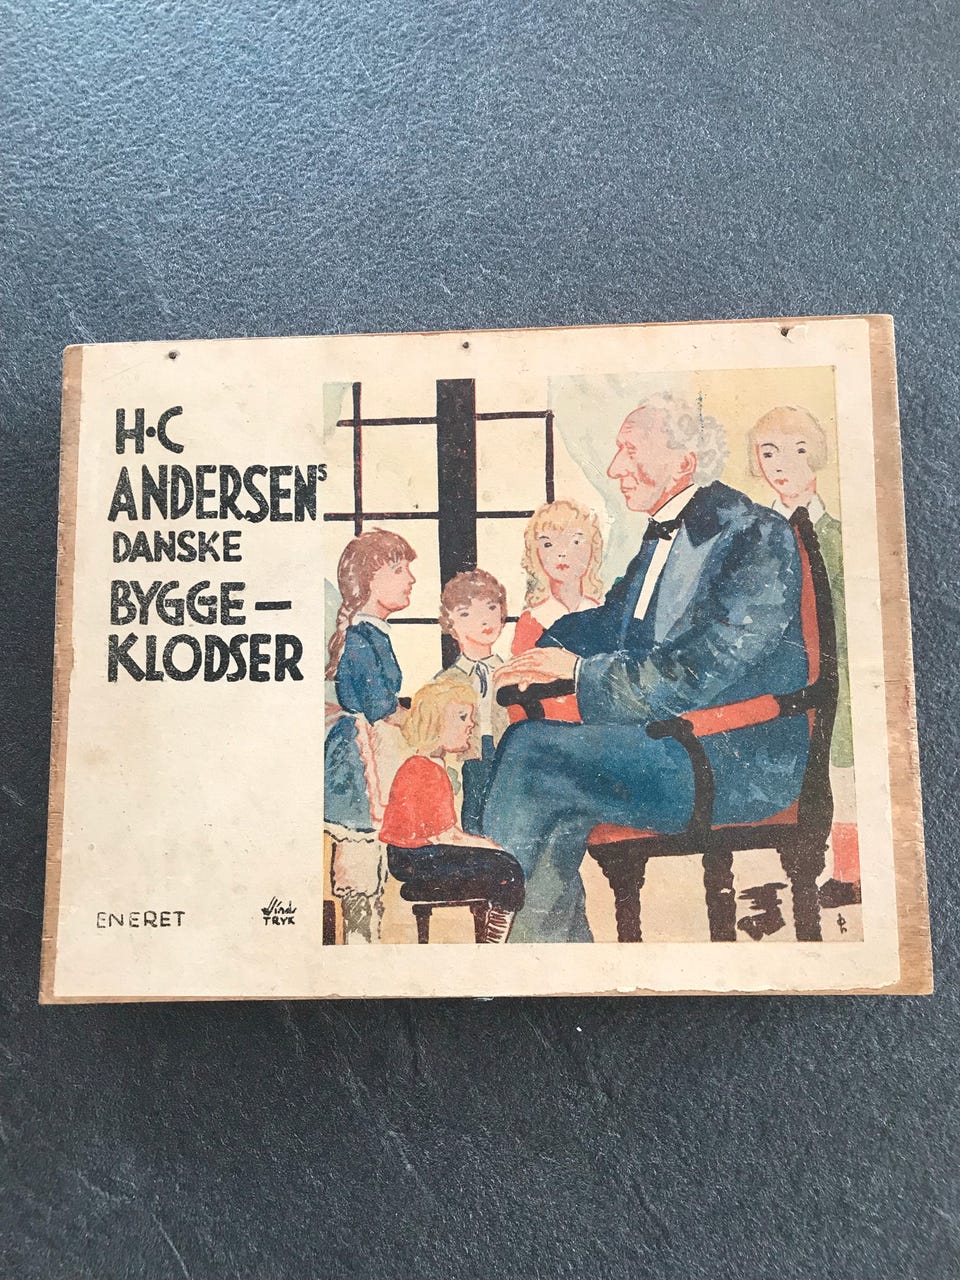 H·C
ANDERSEN'S
DANSKE
BYGGE–
KLODSER
ENERET
TRYK